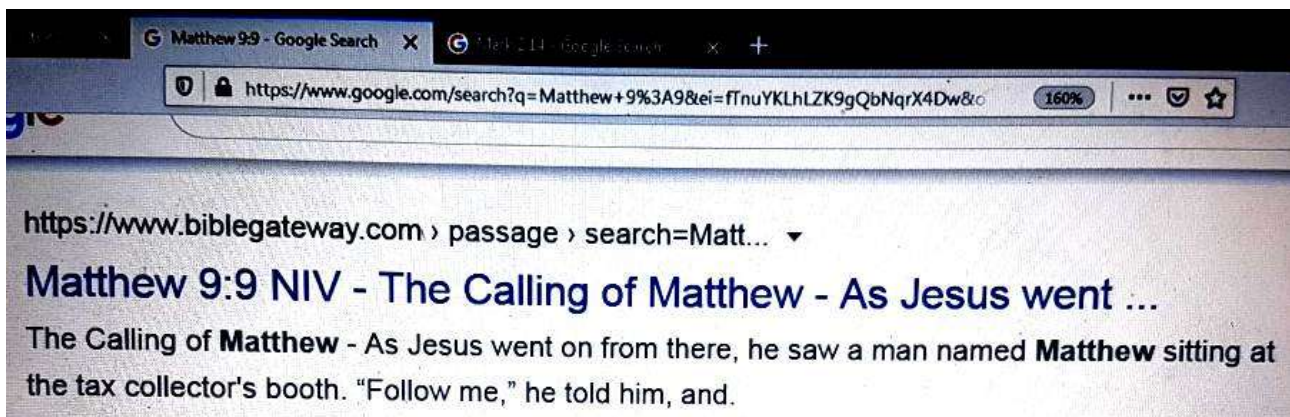 Matthew 9:9 - Google Search
https://www.google.com/search?q=Matthew+9%3A9&ei=fTnuYKLhLZK9gQbNqrX4Dw&
160%
https://www.biblegateway.com › passage › search=Matt...
Matthew 9:9 NIV - The Calling of Matthew - As Jesus went ...
The Calling of Matthew - As Jesus went on from there, he saw a man named Matthew sitting at
the tax collector's booth. “Follow me,” he told him, and.